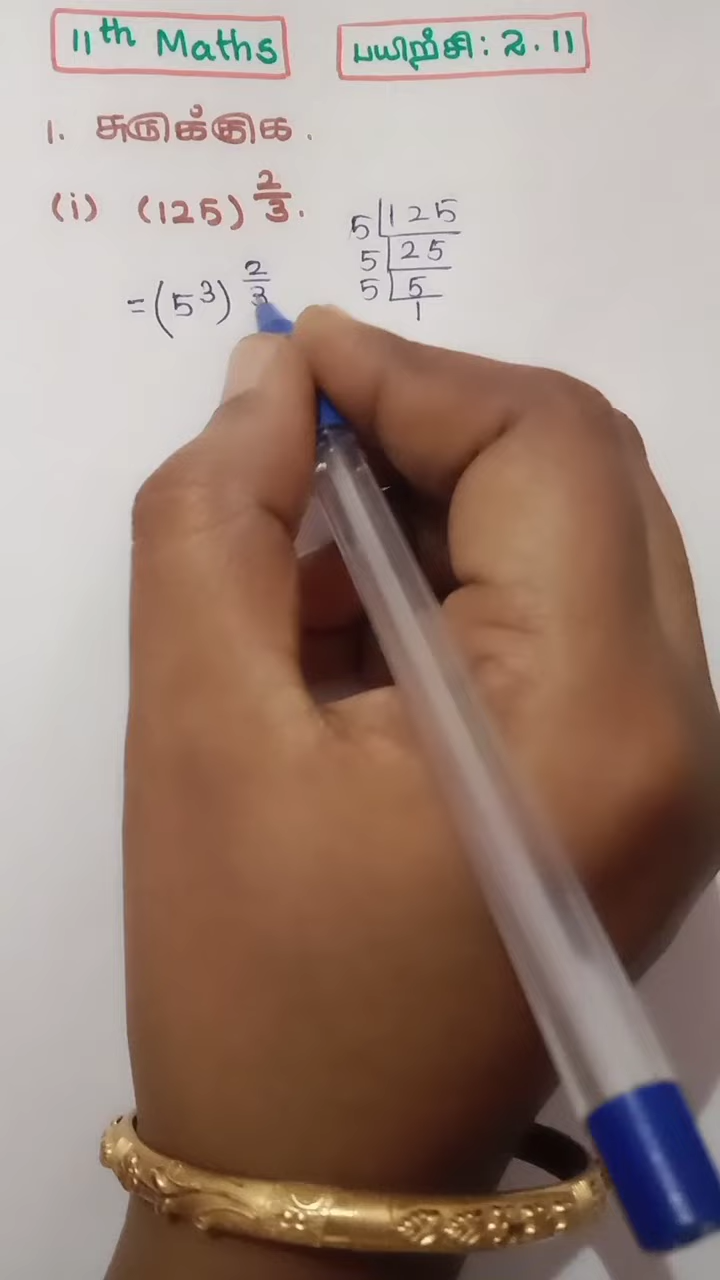 11th Maths
பயிற்சி: 2.11
1. சுருக்குக.
(i) (125)^2/3.
= (5^3)^2/3
5 | 125
5 | 25
5 | 5
1